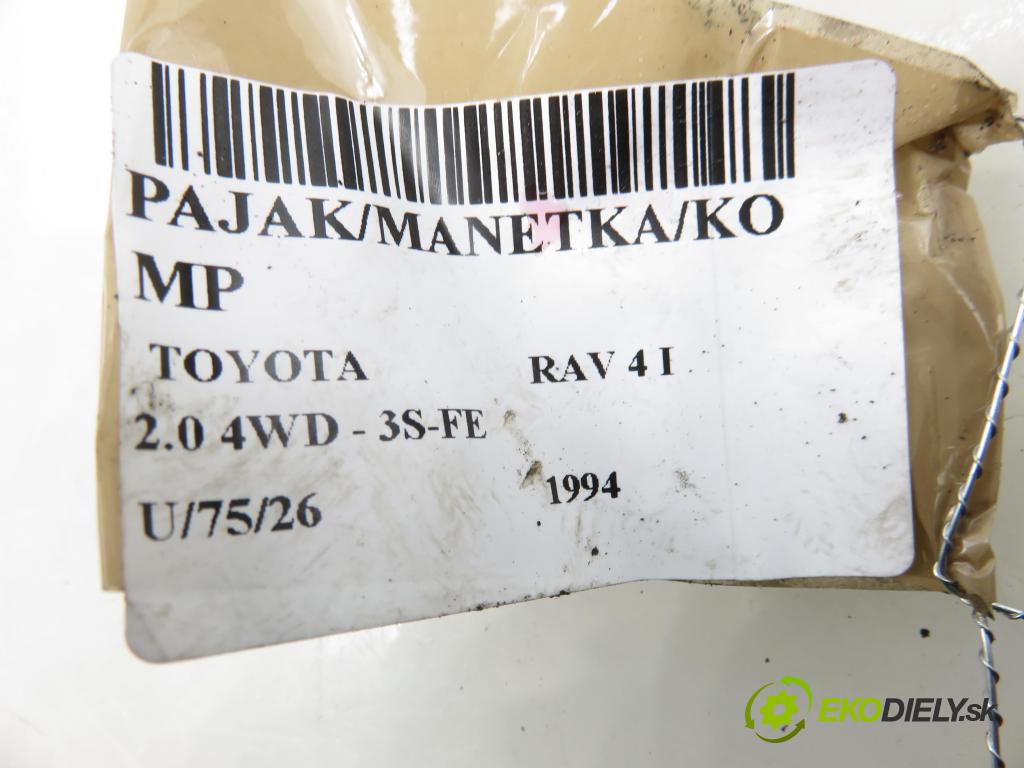 PAJAK/MANETKA/KO
MP
TOYOTA RAV 4 I
2.0 4WD - 3S-FE
U/75/26 1994
EKODIELY.sk